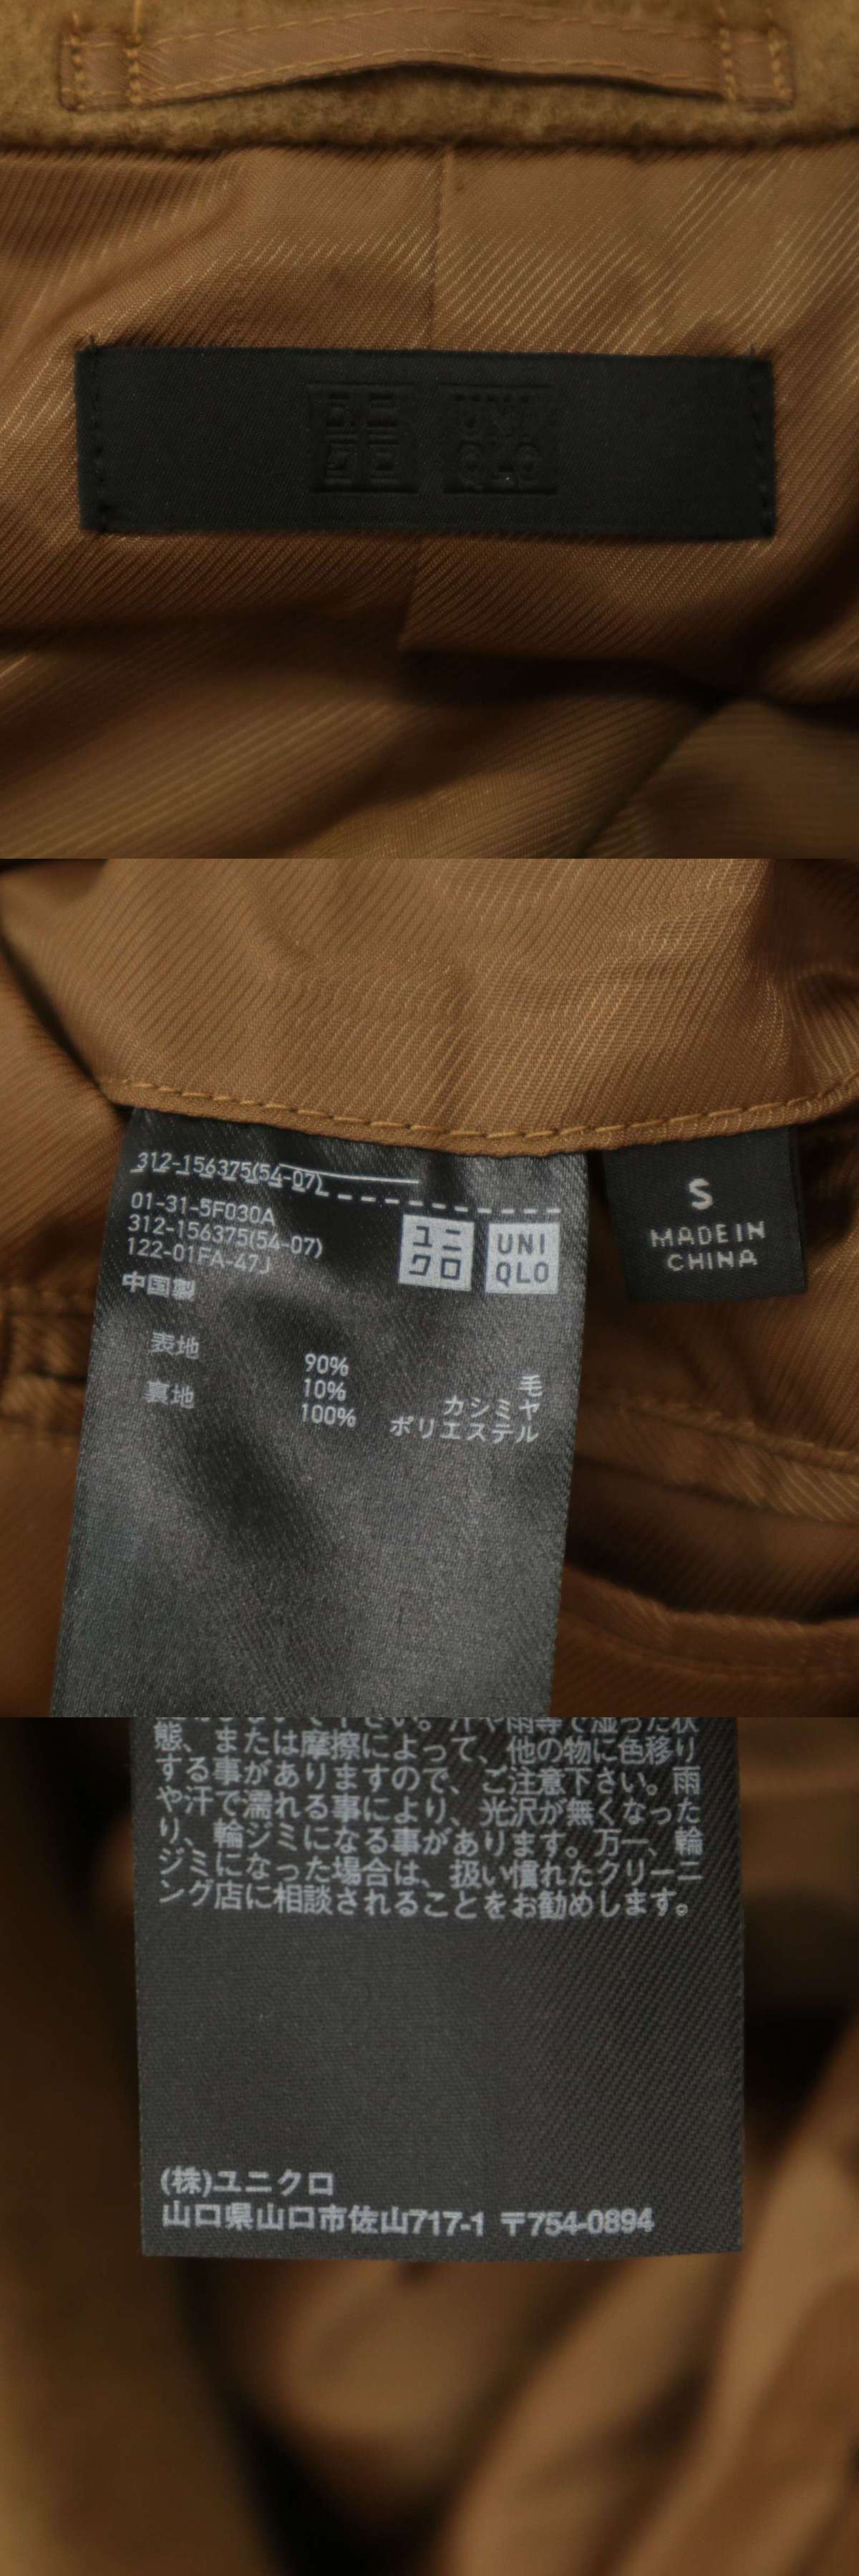 ユニ
クロ
UNI
QLO
312-156375(54-07)
01-31-5F030A
312-156375(54-07)
122-01FA-47J
中国製
ユニ
クロ
UNI
QLO
表地 90% 毛
10% カシミヤ
裏地 100% ポリエステル
S
MADE IN
CHINA
態、または摩擦によって、他の物に色移り
する事がありますので、ご注意下さい。雨
や汗で濡れる事により、光沢が無くなった
り、輪ジミになる事があります。万一、輪
ジミになった場合は、扱い慣れたクリーニ
ング店に相談されることをお勧めします。
(株)ユニクロ
山口県山口市佐山717-1 〒754-0894